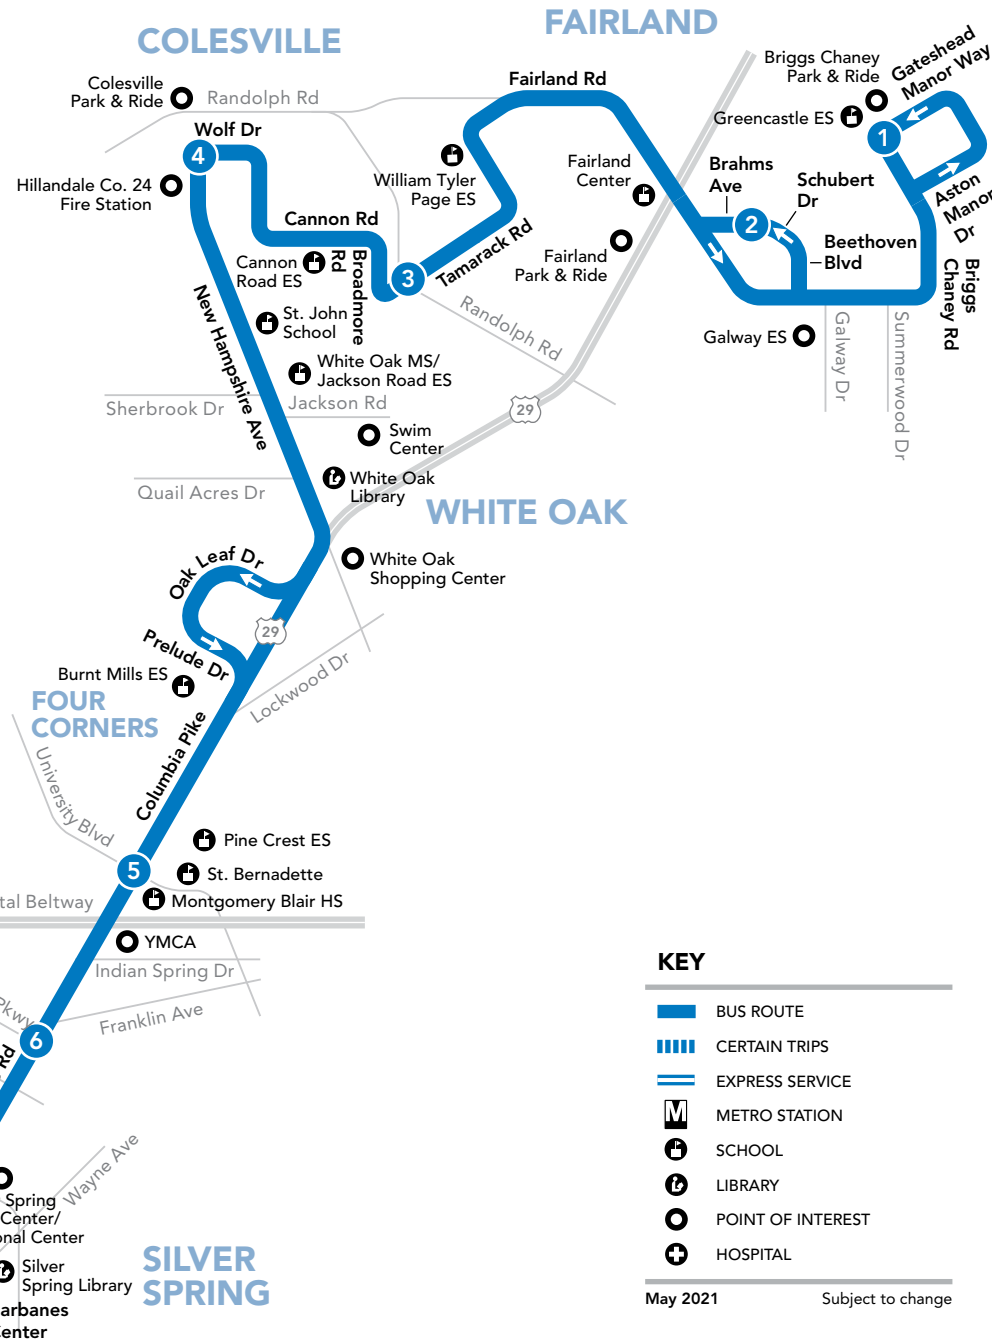 COLESVILLE
FAIRLAND
Colesville
Park & Ride
Randolph Rd
Wolf Dr
4
Hillandale Co. 24
Fire Station
Fairland Rd
Briggs Chaney
Park & Ride
Gateshead
Manor Way
Greencastle ES
1
Aston
Manor
Dr
William Tyler
Page ES
Fairland
Center
Brahms
Ave
Schubert
Dr
2
Beethoven
Blvd
Cannon Rd
Cannon
Road ES
Broadmore
Rd
3
Tamarack Rd
Fairland
Park & Ride
Briggs
Chaney Rd
New Hampshire Ave
St. John
School
Randolph Rd
Galway ES
Galway Dr
Summerwood Dr
White Oak MS/
Jackson Road ES
Sherbrook Dr
Jackson Rd
29
Swim
Center
Quail Acres Dr
White Oak
Library
WHITE OAK
Oak Leaf Dr
White Oak
Shopping Center
29
Prelude Dr
Burnt Mills ES
Lockwood Dr
FOUR
CORNERS
Columbia Pike
University Blvd
Pine Crest ES
5
St. Bernadette
Montgomery Blair HS
tal Beltway
YMCA
Indian Spring Dr
Franklin Ave
Pkwy
6
Rd
Wayne Ave
Spring
Center/
onal Center
Silver
Spring Library
arbanes
enter
SILVER
SPRING
KEY
BUS ROUTE
CERTAIN TRIPS
EXPRESS SERVICE
M METRO STATION
SCHOOL
LIBRARY
POINT OF INTEREST
HOSPITAL
May 2021 Subject to change